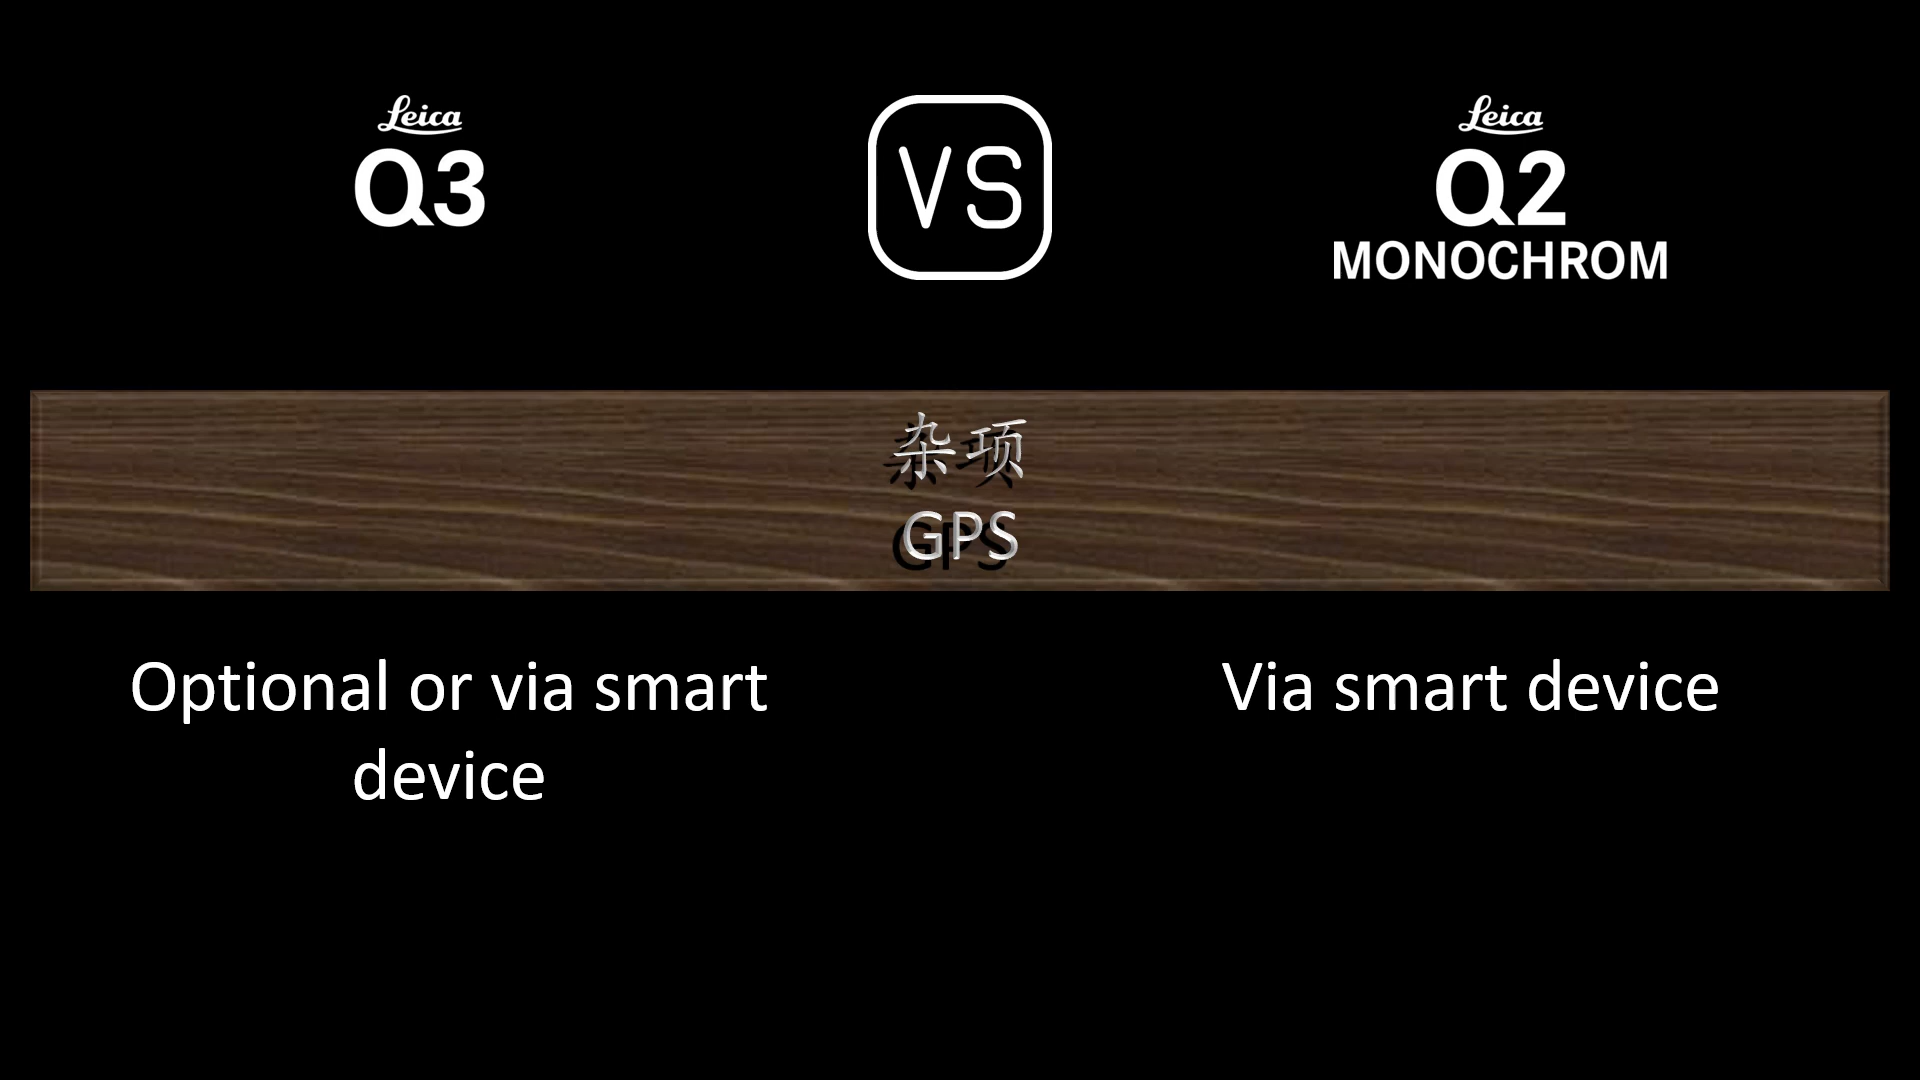 Leica
Q3
VS
Leica
Q2
MONOCHROM
杂项
GPS
Optional or via smart
device
Via smart device